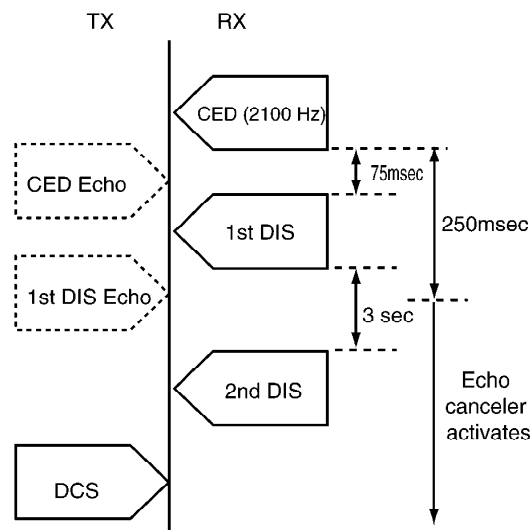 TX
RX
CED (2100 Hz)
CED Echo
75msec
1st DIS
250msec
1st DIS Echo
3 sec
2nd DIS
Echo
canceler
activates
DCS